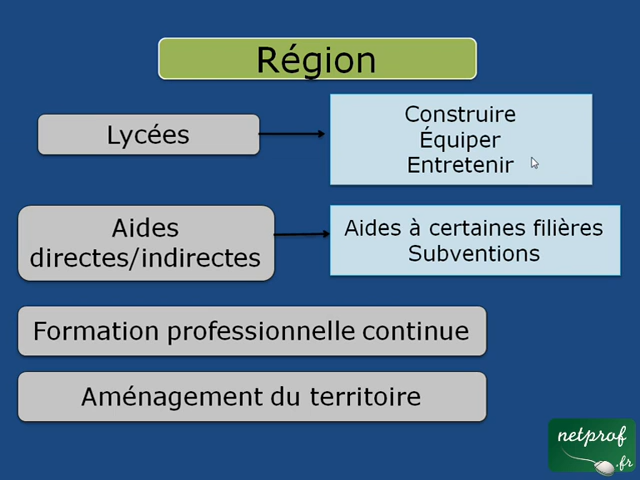 Région
Lycées
Construire
Équiper
Entretenir
Aides
directes/indirectes
Aides à certaines filières
Subventions
Formation professionnelle continue
Aménagement du territoire
netprof
.fr